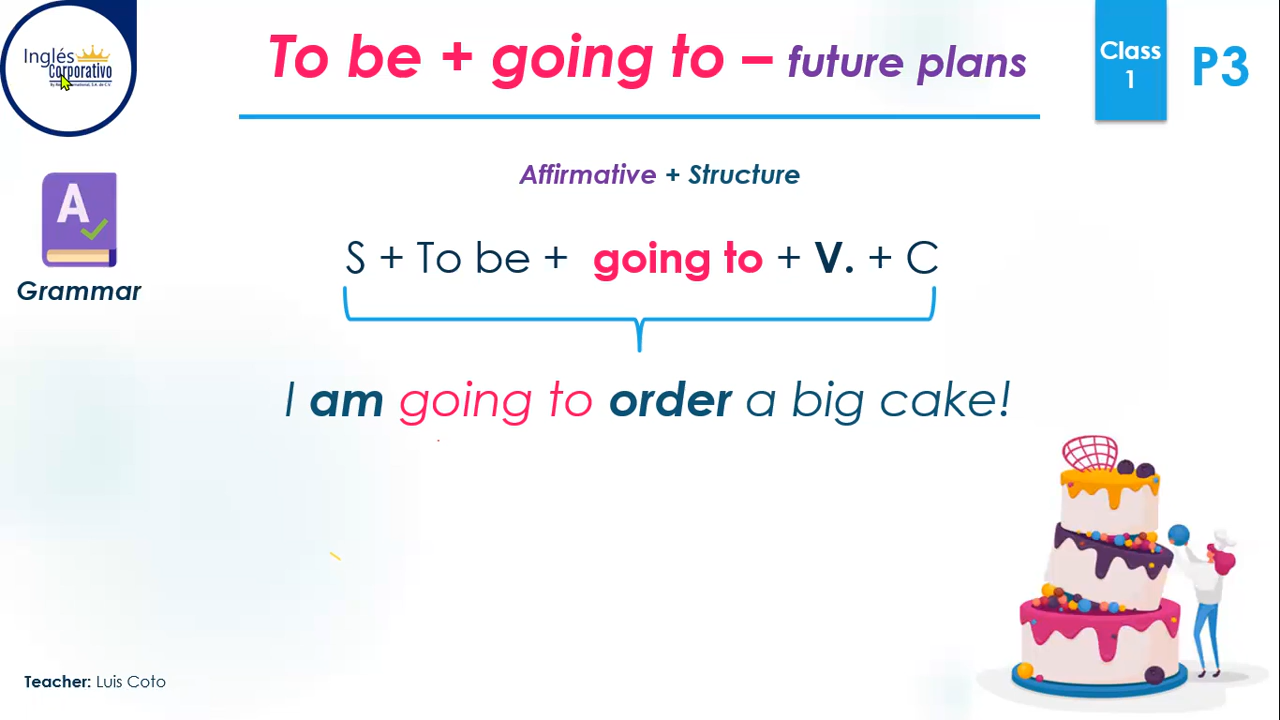 Inglés
Corporativo
To be + going to – future plans
Class
1
P3
Affirmative + Structure
A
Grammar
S + To be + going to + V. + C
I am going to order a big cake!
Teacher: Luis Coto